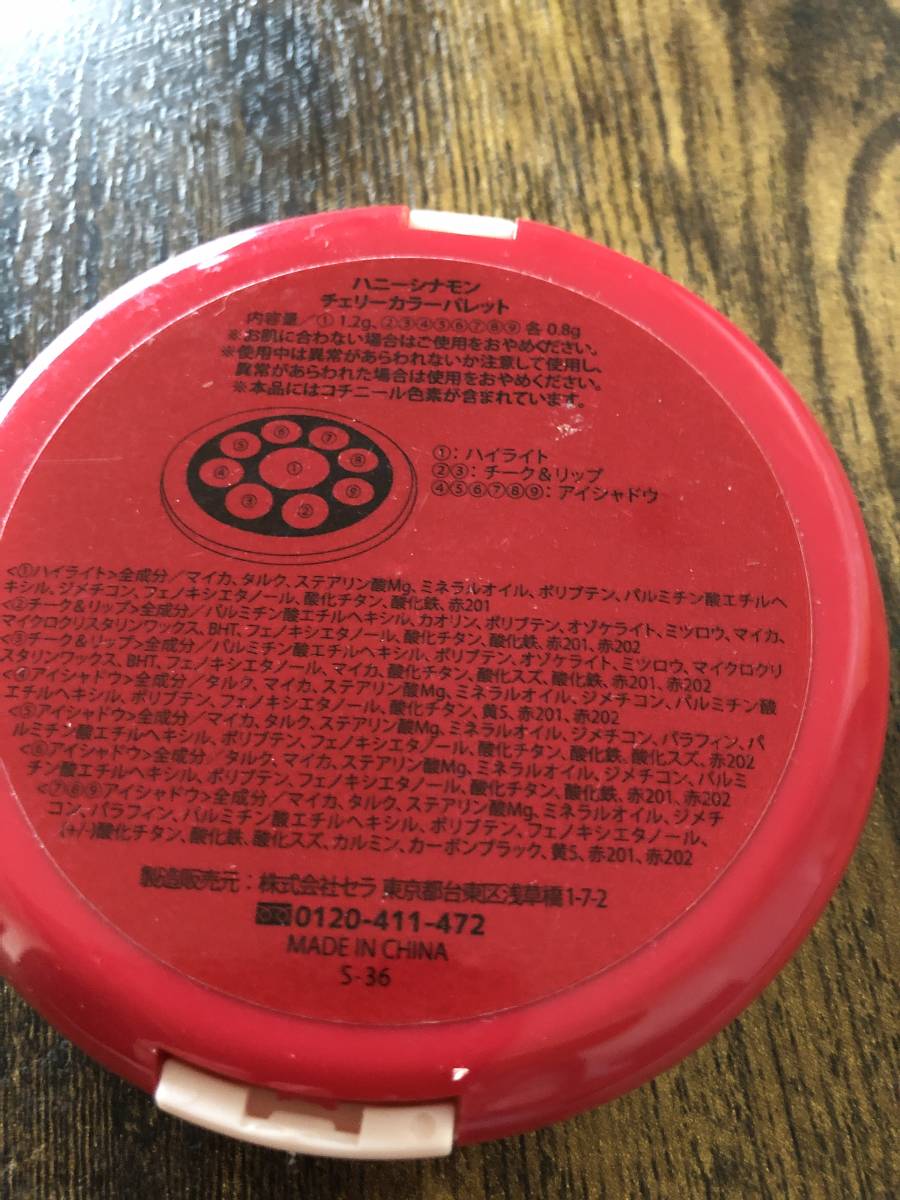 ハニーシナモン
チェリーカラーパレット
内容量／① 1.2g、②③④⑤⑥⑦⑧⑨ 各 0.8g
※お肌に合わない場合はご使用をおやめください。
※使用中は異常があらわれないか注意して使用し、
異常があらわれた場合は使用をおやめください。
※本品にはコチニール色素が含まれています。
⑤ ⑥ ⑦
④ ① ⑧
③ ② ⑨
①：ハイライト
②③：チーク＆リップ
④⑤⑥⑦⑧⑨：アイシャドウ
<①ハイライト>全成分／マイカ、タルク、ステアリン酸Mg、ミネラルオイル、ポリブテン、パルミチン酸エチルヘ
キシル、ジメチコン、フェノキシエタノール、酸化チタン、酸化鉄、赤201
<②チーク＆リップ>全成分／パルミチン酸エチルヘキシル、カオリン、ポリブテン、オゾケライト、ミツロウ、マイカ、
マイクロクリスタリンワックス、BHT、フェノキシエタノール、酸化チタン、酸化鉄、赤201、赤202
<③チーク＆リップ>全成分／パルミチン酸エチルヘキシル、ポリブテン、オゾケライト、ミツロウ、マイクロクリ
スタリンワックス、BHT、フェノキシエタノール、マイカ、酸化チタン、酸化スズ、酸化鉄、赤201、赤202
<④アイシャドウ>全成分／タルク、マイカ、ステアリン酸Mg、ミネラルオイル、ジメチコン、パルミチン酸
エチルヘキシル、ポリブテン、フェノキシエタノール、酸化チタン、黄5、赤201、赤202
<⑤アイシャドウ>全成分／マイカ、タルク、ステアリン酸Mg、ミネラルオイル、ジメチコン、パラフィン、パ
ルミチン酸エチルヘキシル、ポリブテン、フェノキシエタノール、酸化チタン、酸化鉄、酸化スズ、赤202
<⑥アイシャドウ>全成分／タルク、マイカ、ステアリン酸Mg、ミネラルオイル、ジメチコン、パルミ
チン酸エチルヘキシル、ポリブテン、フェノキシエタノール、酸化チタン、酸化鉄、赤201、赤202
<⑦⑧⑨アイシャドウ>全成分／マイカ、タルク、ステアリン酸Mg、ミネラルオイル、ジメチ
コン、パラフィン、パルミチン酸エチルヘキシル、ポリブテン、フェノキシエタノール、
(+/-)酸化チタン、酸化鉄、酸化スズ、カルミン、カーボンブラック、黄5、赤201、赤202
製造販売元：株式会社セラ 東京都台東区浅草橋1-7-2
0120-411-472
MADE IN CHINA
S-36